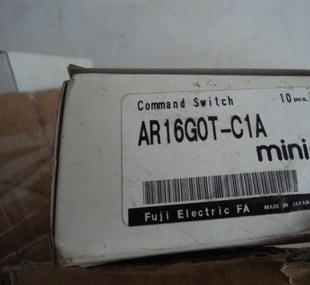 Command Switch 10 pcs.
AR16G0T-C1A
mini
Fuji Electric FA MADE IN JAPAN